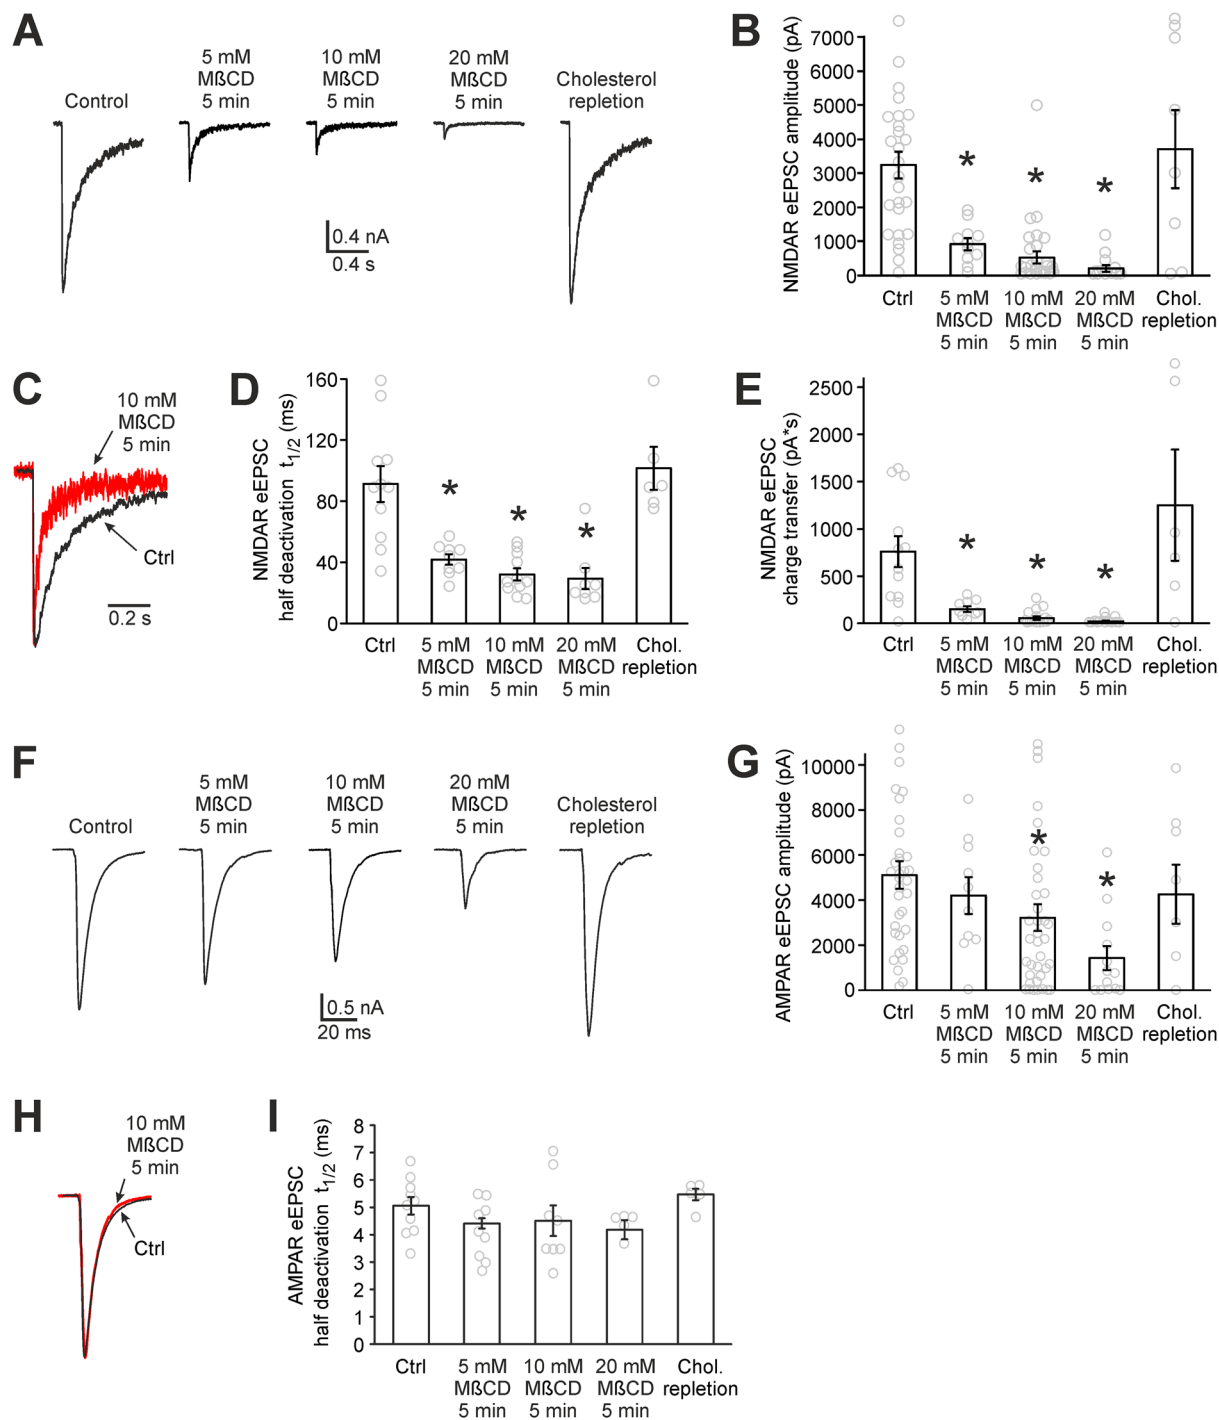 A
Control
5 mM
MßCD
5 min
10 mM
MßCD
5 min
20 mM
MßCD
5 min
Cholesterol
repletion
0.4 nA
0.4 s
B
NMDAR eEPSC amplitude (pA)
7000
6000
5000
4000
3000
2000
1000
0
*
*
*
Ctrl
5 mM
MßCD
5 min
10 mM
MßCD
5 min
20 mM
MßCD
5 min
Chol.
repletion
C
10 mM
MßCD
5 min
Ctrl
0.2 s
D
NMDAR eEPSC
half deactivation t1/2 (ms)
160
120
80
40
0
*
*
*
Ctrl
5 mM
MßCD
5 min
10 mM
MßCD
5 min
20 mM
MßCD
5 min
Chol.
repletion
E
NMDAR eEPSC
charge transfer (pA*s)
2500
2000
1500
1000
500
0
*
*
*
Ctrl
5 mM
MßCD
5 min
10 mM
MßCD
5 min
20 mM
MßCD
5 min
Chol.
repletion
F
Control
5 mM
MßCD
5 min
10 mM
MßCD
5 min
20 mM
MßCD
5 min
Cholesterol
repletion
0.5 nA
20 ms
G
AMPAR eEPSC amplitude (pA)
10000
8000
6000
4000
2000
0
*
*
Ctrl
5 mM
MßCD
5 min
10 mM
MßCD
5 min
20 mM
MßCD
5 min
Chol.
repletion
H
10 mM
MßCD
5 min
Ctrl
I
AMPAR eEPSC
half deactivation t1/2 (ms)
8
7
6
5
4
3
2
1
0
Ctrl
5 mM
MßCD
5 min
10 mM
MßCD
5 min
20 mM
MßCD
5 min
Chol.
repletion